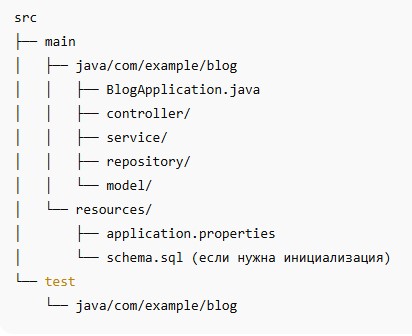 src
├── main
│   ├── java/com/example/blog
│   │   ├── BlogApplication.java
│   │   ├── controller/
│   │   ├── service/
│   │   ├── repository/
│   │   └── model/
│   └── resources/
│       ├── application.properties
│       └── schema.sql (если нужна инициализация)
└── test
    └── java/com/example/blog